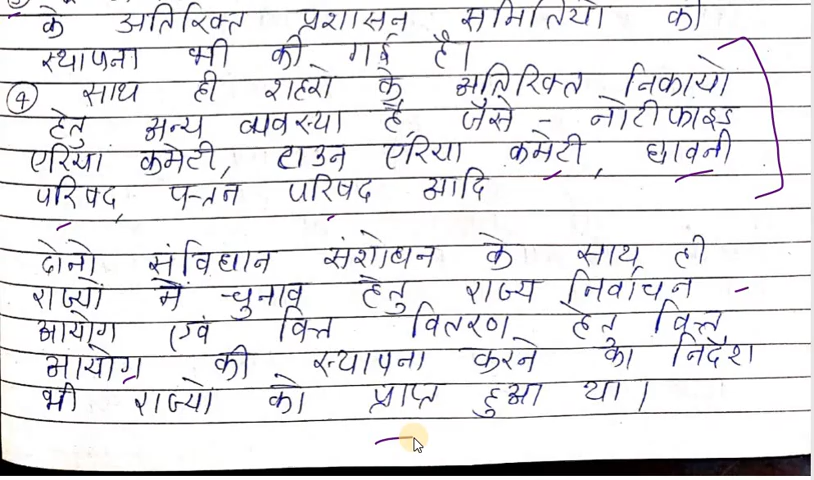 के अतिरिक्त प्रशासन समितियों की
स्थापना भी की गई है।
④ साथ ही शहरों के अतिरिक्त निकायों
हेतु अन्य व्यवस्था है, जैसे - नोटीफाइड
एरिया कमेटी, टाउन एरिया कमेटी, छावनी
परिषद, पत्तन परिषद आदि
दोनो संविधान संशोधन के साथ ही
राज्यों में चुनाव हेतु राज्य निर्वाचन -
आयोग एवं वित्त वितरण हेतु वित्त
आयोग की स्थापना करने का निर्देश
भी राज्यों को प्राप्त हुआ था।